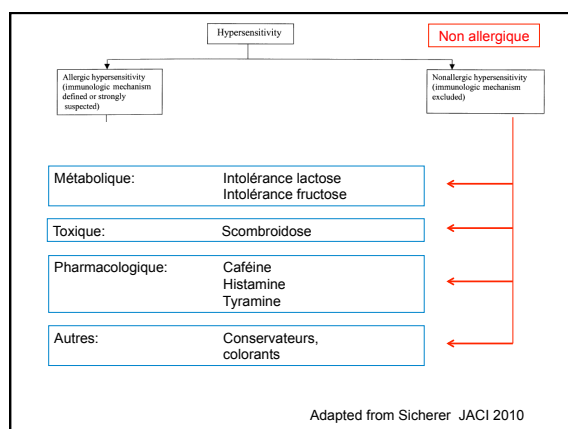 Hypersensitivity
Non allergique
Allergic hypersensitivity
(immunologic mechanism
defined or strongly
suspected)
Nonallergic hypersensitivity
(immunologic mechanism
excluded)
Métabolique: Intolérance lactose
Intolérance fructose
Toxique: Scombroidose
Pharmacologique: Caféine
Histamine
Tyramine
Autres: Conservateurs,
colorants
Adapted from Sicherer JACI 2010